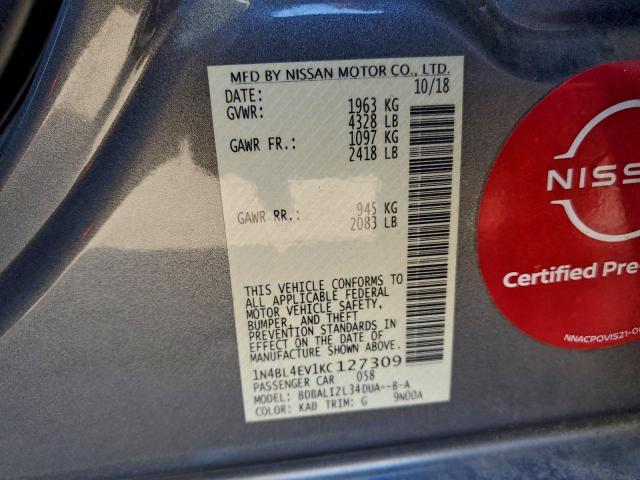 MFD BY NISSAN MOTOR CO., LTD.
DATE: 10/18
GVWR: 1963 KG
4328 LB
GAWR FR.: 1097 KG
2418 LB
GAWR RR.: 945 KG
2083 LB
THIS VEHICLE CONFORMS TO
ALL APPLICABLE FEDERAL
MOTOR VEHICLE SAFETY,
BUMPER, AND THEFT
PREVENTION STANDARDS IN
EFFECT ON THE DATE OF
MANUFACTURE SHOWN ABOVE.
1N4BL4EV1KC127309
PASSENGER CAR 058
MODEL: BDBALIZL34DUA--B-A
COLOR: KAD TRIM: G 9N00A
NISS
Certified Pre-
NNACPOVIS21-0